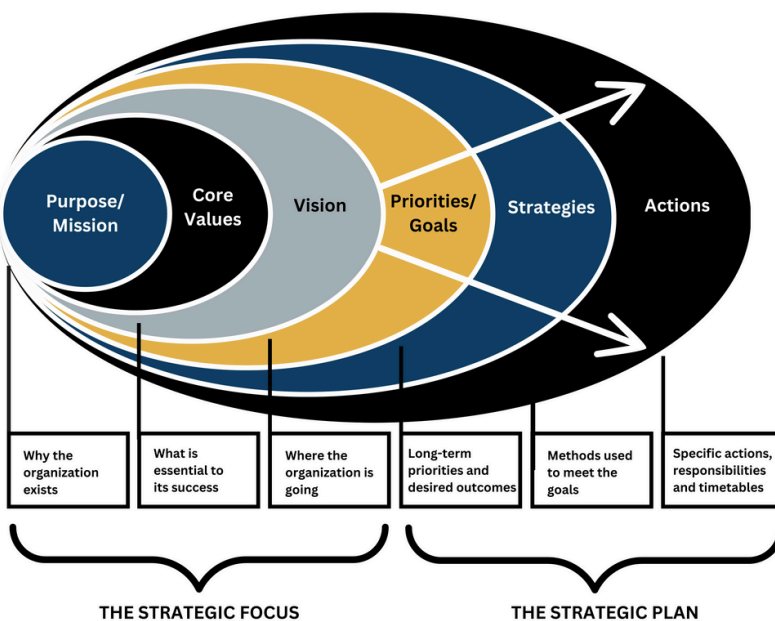 Purpose/
Mission
Core
Values
Vision
Priorities/
Goals
Strategies
Actions
Why the
organization
exists
What is
essential to
its success
Where the
organization is
going
Long-term
priorities and
desired outcomes
Methods used
to meet the
goals
Specific actions,
responsibilities
and timetables
THE STRATEGIC FOCUS
THE STRATEGIC PLAN